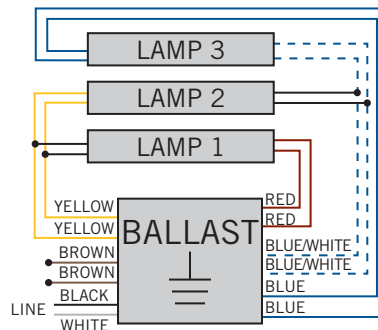 LAMP 3
LAMP 2
LAMP 1
YELLOW
YELLOW
BROWN
BROWN
BLACK
LINE
WHITE
BALLAST
RED
RED
BLUE/WHITE
BLUE/WHITE
BLUE
BLUE